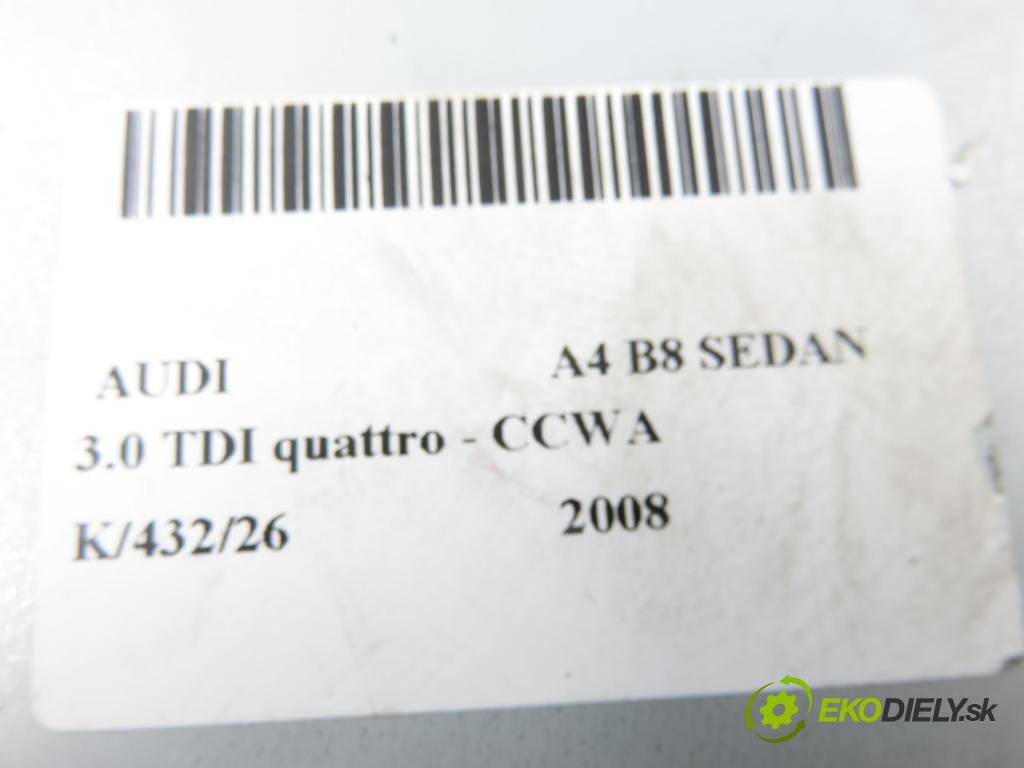 AUDI A4 B8 SEDAN
3.0 TDI quattro - CCWA
K/432/26 2008
EKODIELY.sk